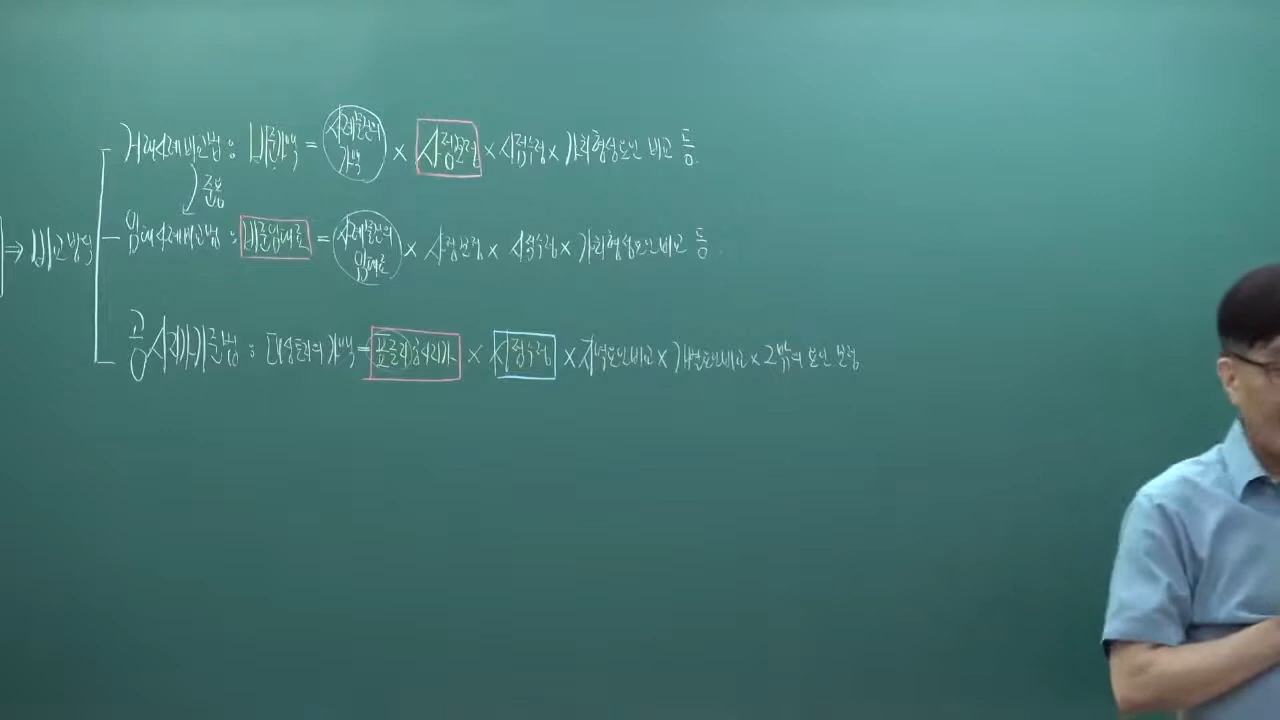 거래사례비교법 : 비준가액 = 사례물건의 가액 × 사정보정 × 시점수정 × 가치형성요인 비교 등
준용
⇒ 비교방식
임대사례비교법 : 비준임대료 = 사례물건의 임대료 × 사정보정 × 시점수정 × 가치형성요인비교 등
공시지가기준법 : 대상토지의 가액 = 표준지공시지가 × 시점수정 × 지역요인비교 × 개별요인비교 × 그 밖의 요인 보정